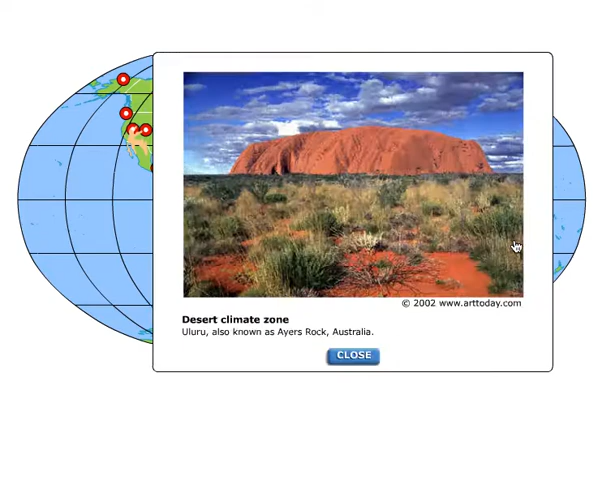 © 2002 www.arttoday.com
Desert climate zone
Uluru, also known as Ayers Rock, Australia.
CLOSE